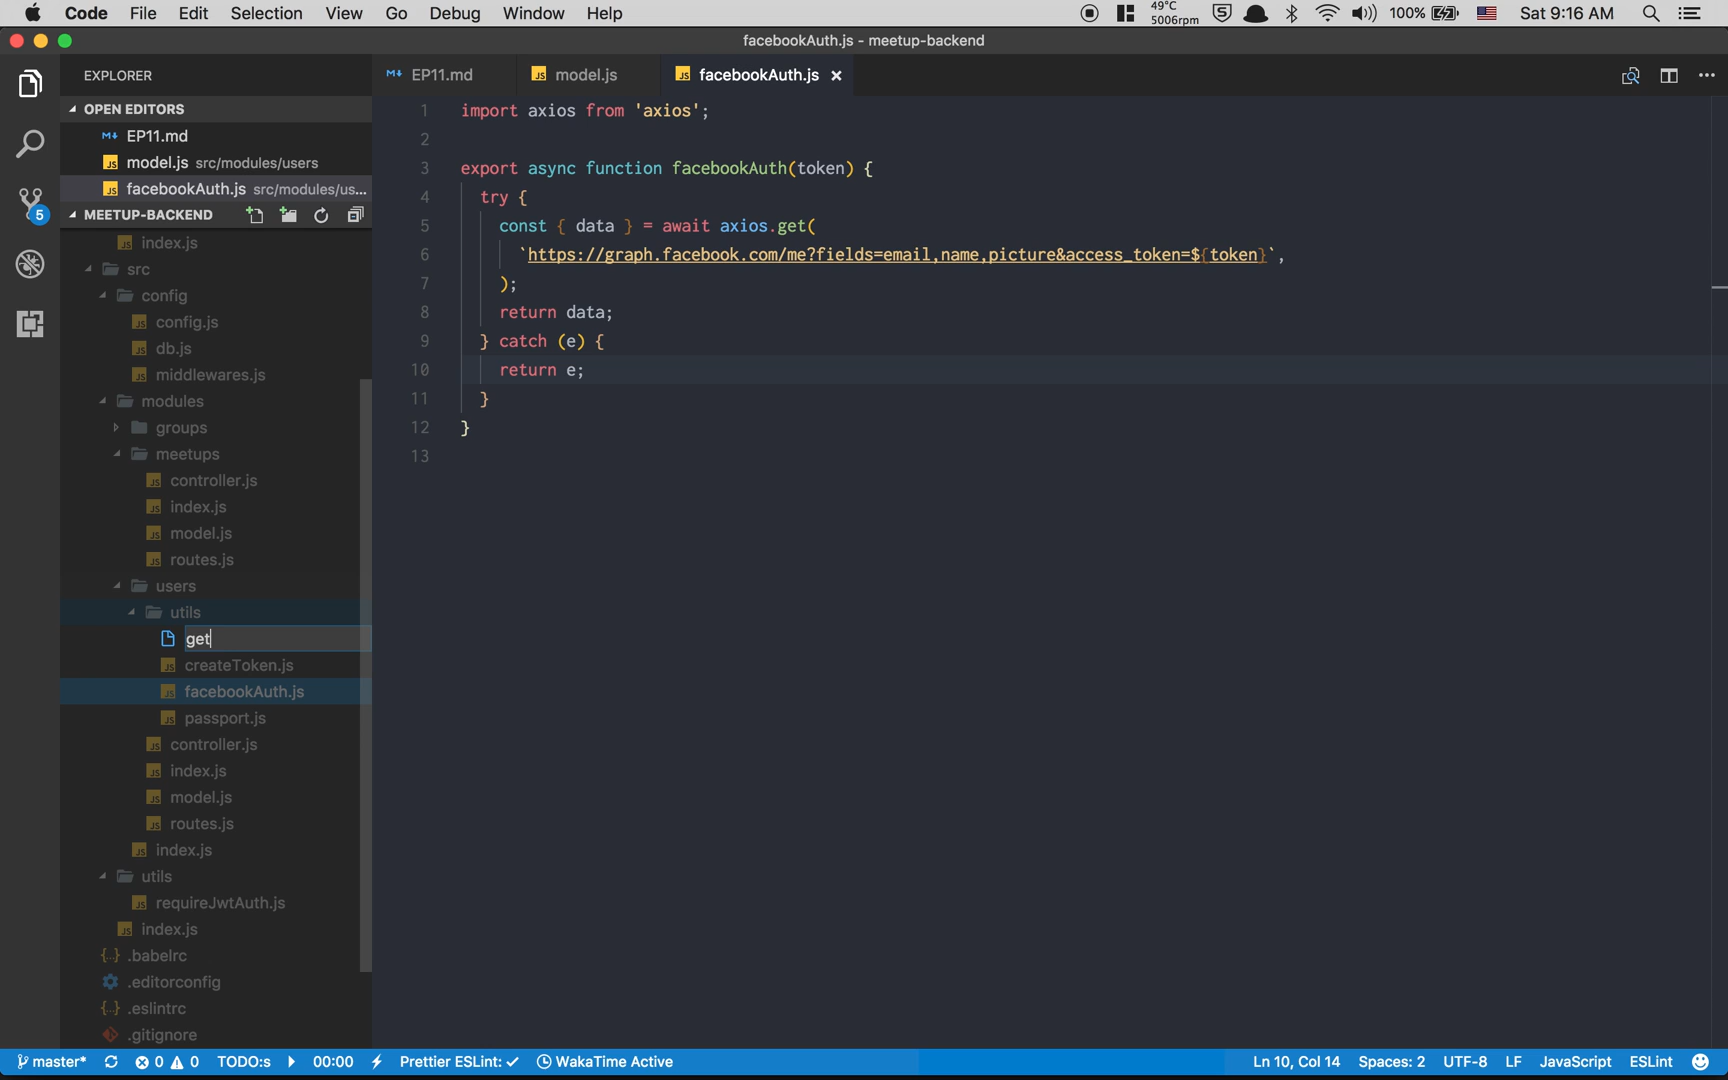 Code File Edit Selection View Go Debug Window Help 49°C 5006rpm 100% Sat 9:16 AM
facebookAuth.js - meetup-backend
EXPLORER
EP11.md model.js facebookAuth.js
OPEN EDITORS
EP11.md
model.js src/modules/users
facebookAuth.js src/modules/us...
5
MEETUP-BACKEND
index.js
src
config
config.js
db.js
middlewares.js
modules
groups
meetups
controller.js
index.js
model.js
routes.js
users
utils
get
createToken.js
facebookAuth.js
passport.js
controller.js
index.js
model.js
routes.js
index.js
utils
requireJwtAuth.js
index.js
.babelrc
.editorconfig
.eslintrc
.gitignore
1 import axios from 'axios';
2
3 export async function facebookAuth(token) {
4 try {
5 const { data } = await axios.get(
6 `https://graph.facebook.com/me?fields=email,name,picture&access_token=${token}`,
7 );
8 return data;
9 } catch (e) {
10 return e;
11 }
12 }
13
master* 0 0 TODO:s 00:00 Prettier ESLint: ✓ WakaTime Active Ln 10, Col 14 Spaces: 2 UTF-8 LF JavaScript ESLint